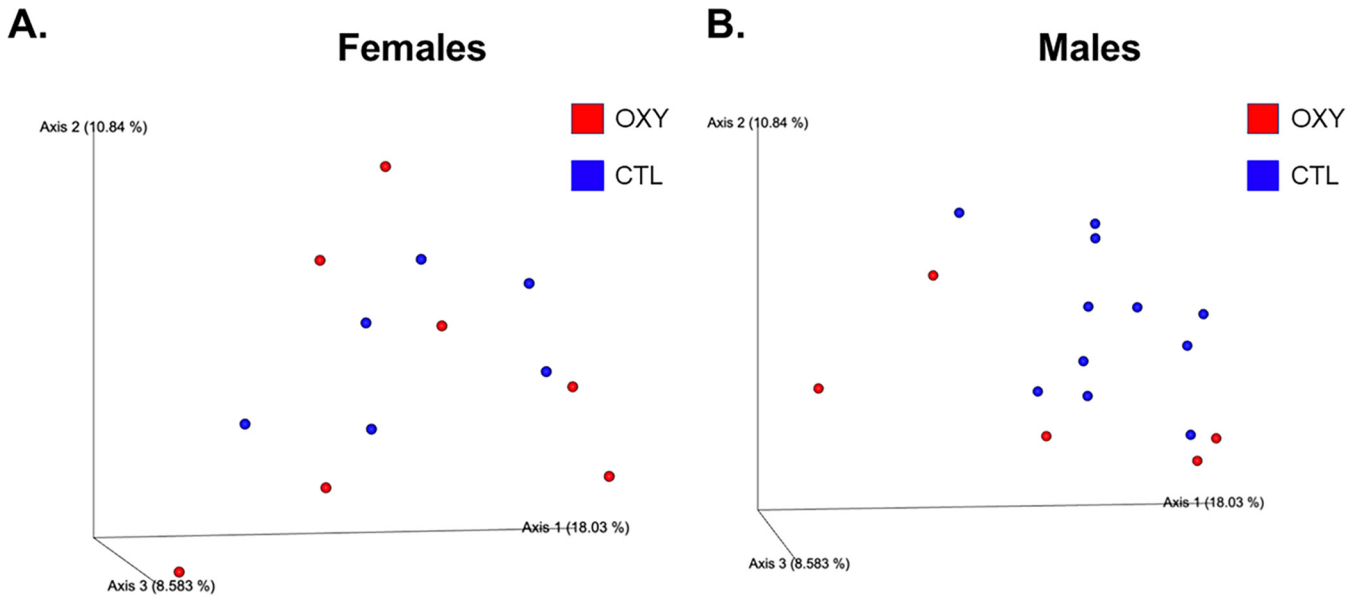 A.
Females
OXY
CTL
Axis 2 (10.84 %)
Axis 1 (18.03 %)
Axis 3 (8.583 %)
B.
Males
OXY
CTL
Axis 2 (10.84 %)
Axis 1 (18.03 %)
Axis 3 (8.583 %)